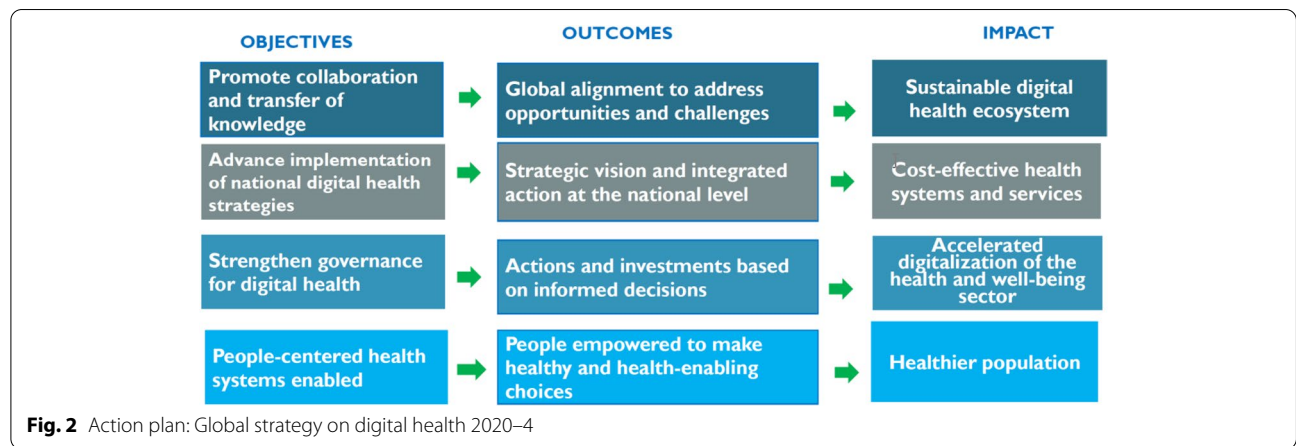 OBJECTIVES
OUTCOMES
IMPACT
Promote collaboration
and transfer of
knowledge
Global alignment to address
opportunities and challenges
Sustainable digital
health ecosystem
Advance implementation
of national digital health
strategies
Strategic vision and integrated
action at the national level
Cost-effective health
systems and services
Strengthen governance
for digital health
Actions and investments based
on informed decisions
Accelerated
digitalization of the
health and well-being
sector
People-centered health
systems enabled
People empowered to make
healthy and health-enabling
choices
Healthier population
Fig. 2 Action plan: Global strategy on digital health 2020–4